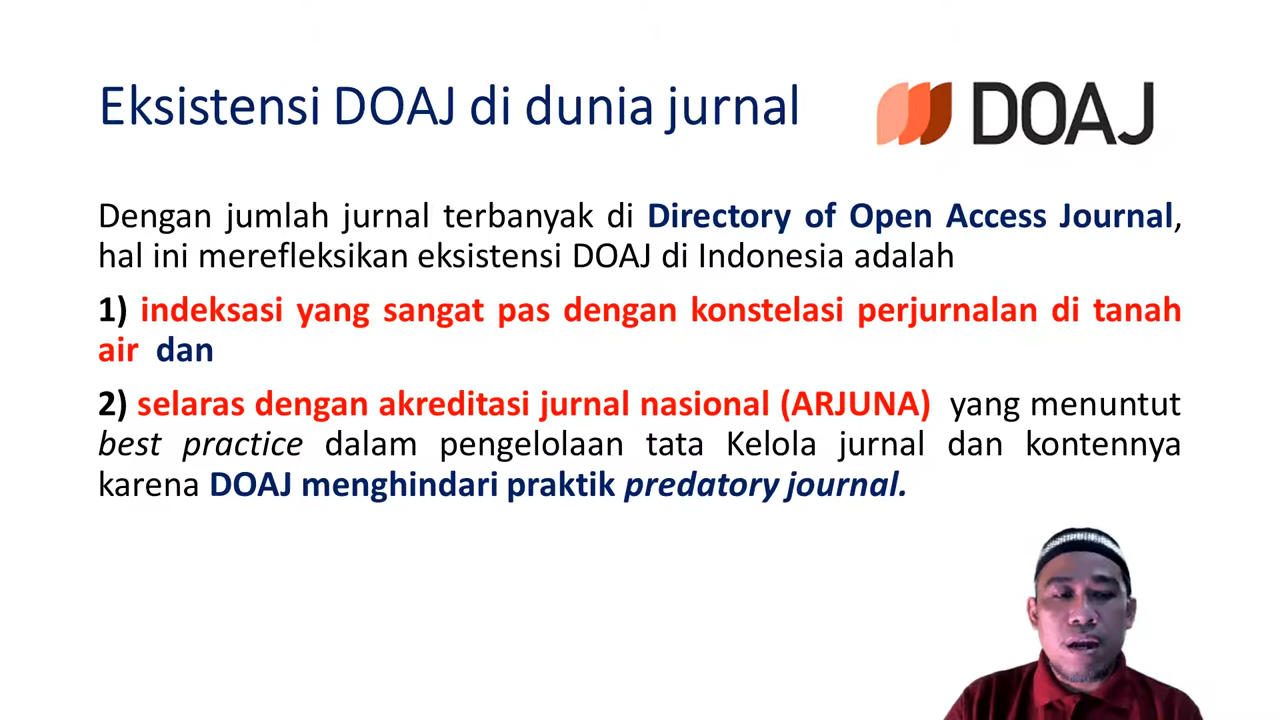 Eksistensi DOAJ di dunia jurnal
DOAJ
Dengan jumlah jurnal terbanyak di Directory of Open Access Journal,
hal ini merefleksikan eksistensi DOAJ di Indonesia adalah
1) indeksasi yang sangat pas dengan konstelasi perjurnalan di tanah
air dan
2) selaras dengan akreditasi jurnal nasional (ARJUNA) yang menuntut
best practice dalam pengelolaan tata Kelola jurnal dan kontennya
karena DOAJ menghindari praktik predatory journal.